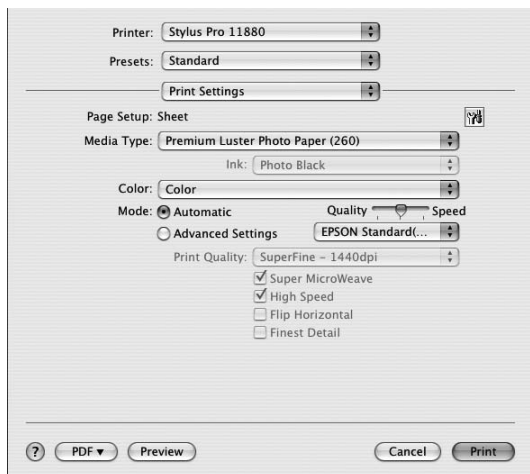 Printer: Stylus Pro 11880
Presets: Standard
Print Settings
Page Setup: Sheet
Media Type: Premium Luster Photo Paper (260)
Ink: Photo Black
Color: Color
Mode: Automatic Quality Speed
Advanced Settings EPSON Standard(...
Print Quality: SuperFine - 1440dpi
Super MicroWeave
High Speed
Flip Horizontal
Finest Detail
? PDF ▼ Preview Cancel Print